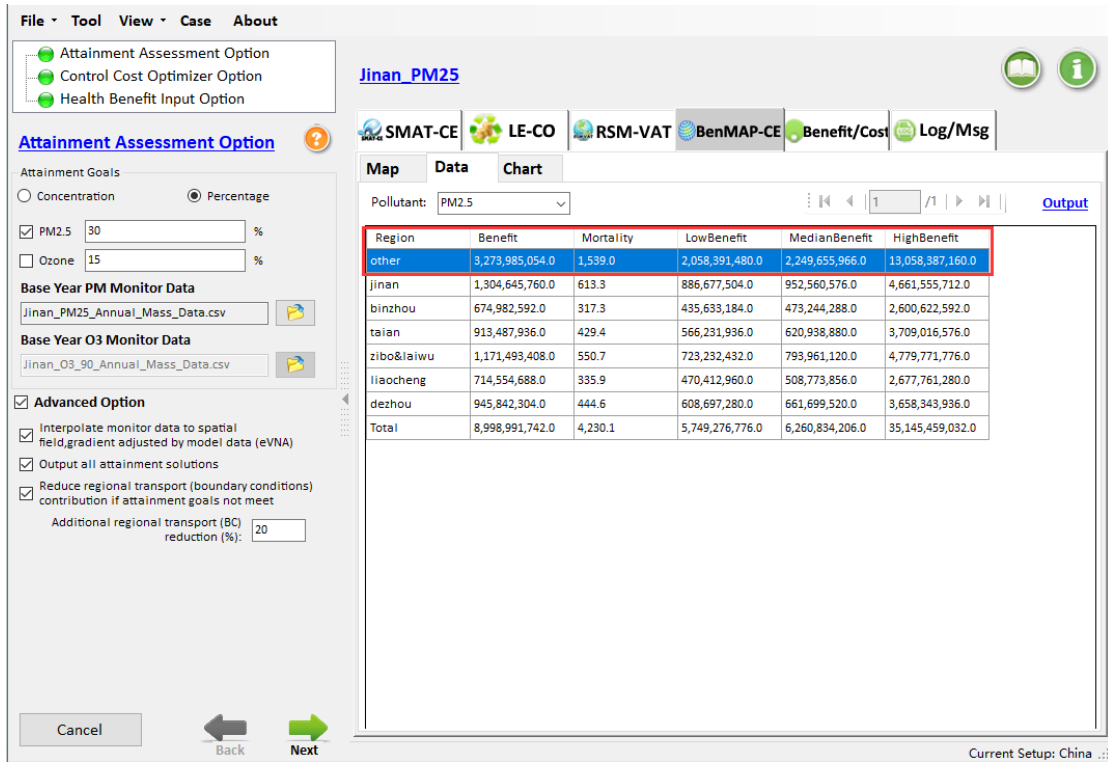 File Tool View Case About
Attainment Assessment Option
Control Cost Optimizer Option
Health Benefit Input Option
Attainment Assessment Option
?
Attainment Goals
Concentration Percentage
PM2.5 30 %
Ozone 15 %
Base Year PM Monitor Data
Jinan_PM25_Annual_Mass_Data.csv
Base Year O3 Monitor Data
Jinan_O3_90_Annual_Mass_Data.csv
Advanced Option
Interpolate monitor data to spatial
field,gradient adjusted by model data (eVNA)
Output all attainment solutions
Reduce regional transport (boundary conditions)
contribution if attainment goals not meet
Additional regional transport (BC)
reduction (%): 20
Cancel Back Next
Jinan_PM25
i
SMAT-CE LE-CO RSM-VAT BenMAP-CE Benefit/Cost Log/Msg
Map Data Chart
Pollutant: PM2.5 1 /1 Output
Region Benefit Mortality LowBenefit MedianBenefit HighBenefit
other 3,273,985,054.0 1,539.0 2,058,391,480.0 2,249,655,966.0 13,058,387,160.0
jinan 1,304,645,760.0 613.3 886,677,504.0 952,560,576.0 4,661,555,712.0
binzhou 674,982,592.0 317.3 435,633,184.0 473,244,288.0 2,600,622,592.0
taian 913,487,936.0 429.4 566,231,936.0 620,938,880.0 3,709,016,576.0
zibo&laiwu 1,171,493,408.0 550.7 723,232,432.0 793,961,120.0 4,779,771,776.0
liaocheng 714,554,688.0 335.9 470,412,960.0 508,773,856.0 2,677,761,280.0
dezhou 945,842,304.0 444.6 608,697,280.0 661,699,520.0 3,658,343,936.0
Total 8,998,991,742.0 4,230.1 5,749,276,776.0 6,260,834,206.0 35,145,459,032.0
Current Setup: China